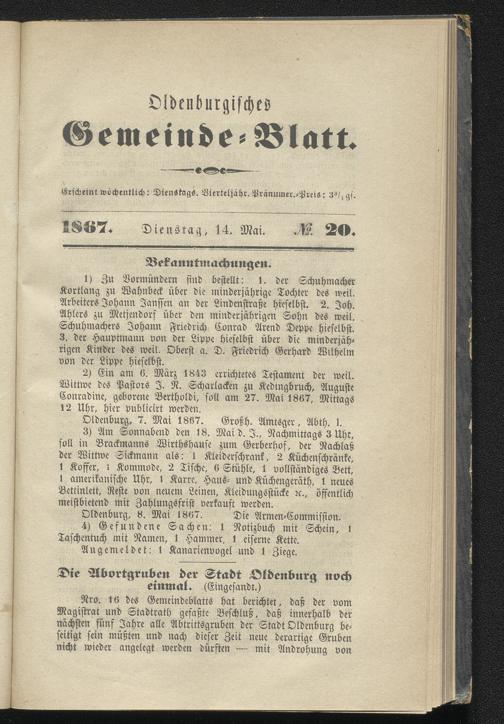 Oldenburgisches
Gemeinde-Blatt.
Erscheint wöchentlich: Dienstags. Vierteljähr. Pränumer.-Preis: 3¾ gs.
1867. Dienstag, 14. Mai. № 20.
Bekanntmachungen.
1) Zu Vormündern sind bestellt: 1. der Schuhmacher
Kortlang zu Wahnbeck über die minderjährige Tochter des weil.
Arbeiters Johann Janssen an der Lindenstraße hieselbst. 2. Joh.
Ahlers zu Metjendorf über den minderjährigen Sohn des weil.
Schuhmachers Johann Friedrich Conrad Arend Deppe hieselbst.
3. der Hauptmann von der Lippe hieselbst über die minderjäh-
rigen Kinder des weil. Oberst a. D. Friedrich Gerhard Wilhelm
von der Lippe hieselbst.
2) Ein am 6. März 1843 errichtetes Testament der weil.
Wittwe des Pastors J. N. Scharlacken zu Kedingbruch, Auguste
Conradine, geborene Bertholdi, soll am 27. Mai 1867, Mittags
12 Uhr, hier publicirt werden.
Oldenburg, 7. Mai 1867. Großh. Amtsger., Abth. I.
3) Am Sonnabend den 18. Mai d. J., Nachmittags 3 Uhr,
soll in Brackmanns Wirthshause zum Gerberhof, der Nachlaß
der Wittwe Sickmann als: 1 Kleiderschrank, 2 Küchenschränke,
1 Koffer, 1 Kommode, 2 Tische, 6 Stühle, 1 vollständiges Bett,
1 amerikanische Uhr, 1 Karre, Haus- und Küchengeräth, 1 neues
Bettinlett, Reste von neuem Leinen, Kleidungsstücke ꝛc., öffentlich
meistbietend mit Zahlungsfrist verkauft werden.
Oldenburg, 8. Mai 1867. Die Armen-Commission.
4) Gefundene Sachen: 1 Notizbuch mit Schein, 1
Taschentuch mit Namen, 1 Hammer, 1 eiserne Kette.
Angemeldet: 1 Kanarienvogel und 1 Ziege.
Die Abortgruben der Stadt Oldenburg noch
einmal. (Eingesandt.)
Nro. 16 des Gemeindeblatts hat berichtet, daß der vom
Magistrat und Stadtrath gefaßte Beschluß, daß innerhalb der
nächsten fünf Jahre alle Abtrittsgruben der Stadt Oldenburg be-
seitigt sein müßten und nach dieser Zeit neue derartige Gruben
nicht wieder angelegt werden dürften — mit Androhung von